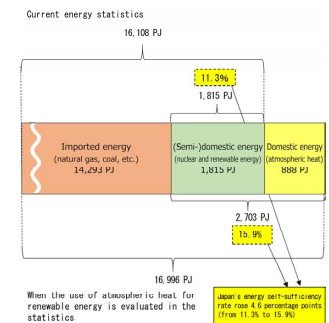 Current energy statistics
16,108 PJ
11.3%
1,815 PJ
Imported energy
(natural gas, coal, etc.)
14,293 PJ
(Semi-)domestic energy
(nuclear and renewable energy)
1,815 PJ
Domestic energy
(atmospheric heat)
888 PJ
2,703 PJ
15.9%
16,996 PJ
When the use of atmospheric heat for
renewable energy is evaluated in the
statistics
Japan's energy self-sufficiency
rate rose 4.6 percentage points
(from 11.3% to 15.9%)